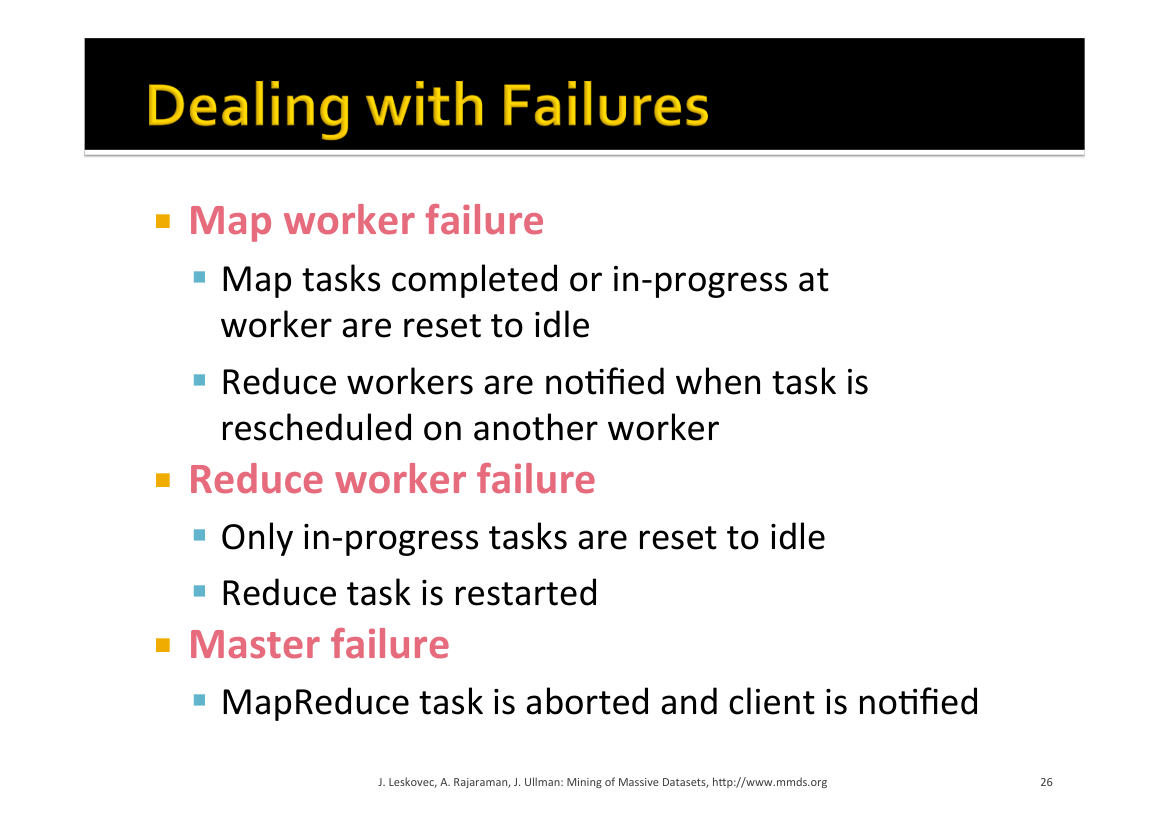 Dealing with Failures
Map worker failure
Map tasks completed or in-progress at
worker are reset to idle
Reduce workers are notified when task is
rescheduled on another worker
Reduce worker failure
Only in-progress tasks are reset to idle
Reduce task is restarted
Master failure
MapReduce task is aborted and client is notified
J. Leskovec, A. Rajaraman, J. Ullman: Mining of Massive Datasets, http://www.mmds.org
26